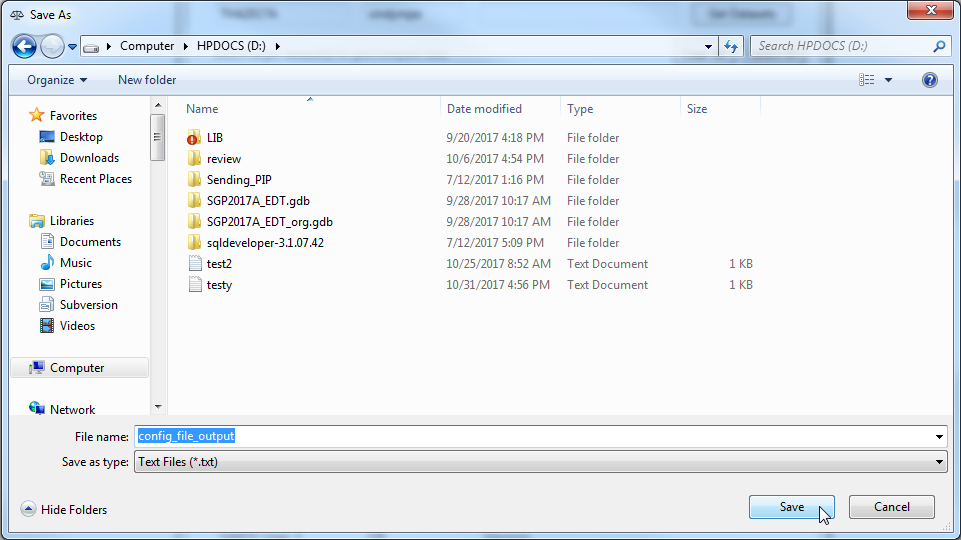 Save As
Computer HPDOCS (D:) Search HPDOCS (D:)
Organize New folder
Favorites
Desktop
Downloads
Recent Places
Libraries
Documents
Music
Pictures
Subversion
Videos
Computer
Network
Name Date modified Type Size
LIB 9/20/2017 4:18 PM File folder
review 10/6/2017 4:54 PM File folder
Sending_PIP 7/12/2017 1:16 PM File folder
SGP2017A_EDT.gdb 9/28/2017 10:17 AM File folder
SGP2017A_EDT_org.gdb 9/28/2017 10:17 AM File folder
sqldeveloper-3.1.07.42 7/12/2017 5:09 PM File folder
test2 10/25/2017 8:52 AM Text Document 1 KB
testy 10/31/2017 4:56 PM Text Document 1 KB
File name: config_file_output
Save as type: Text Files (*.txt)
Hide Folders Save Cancel